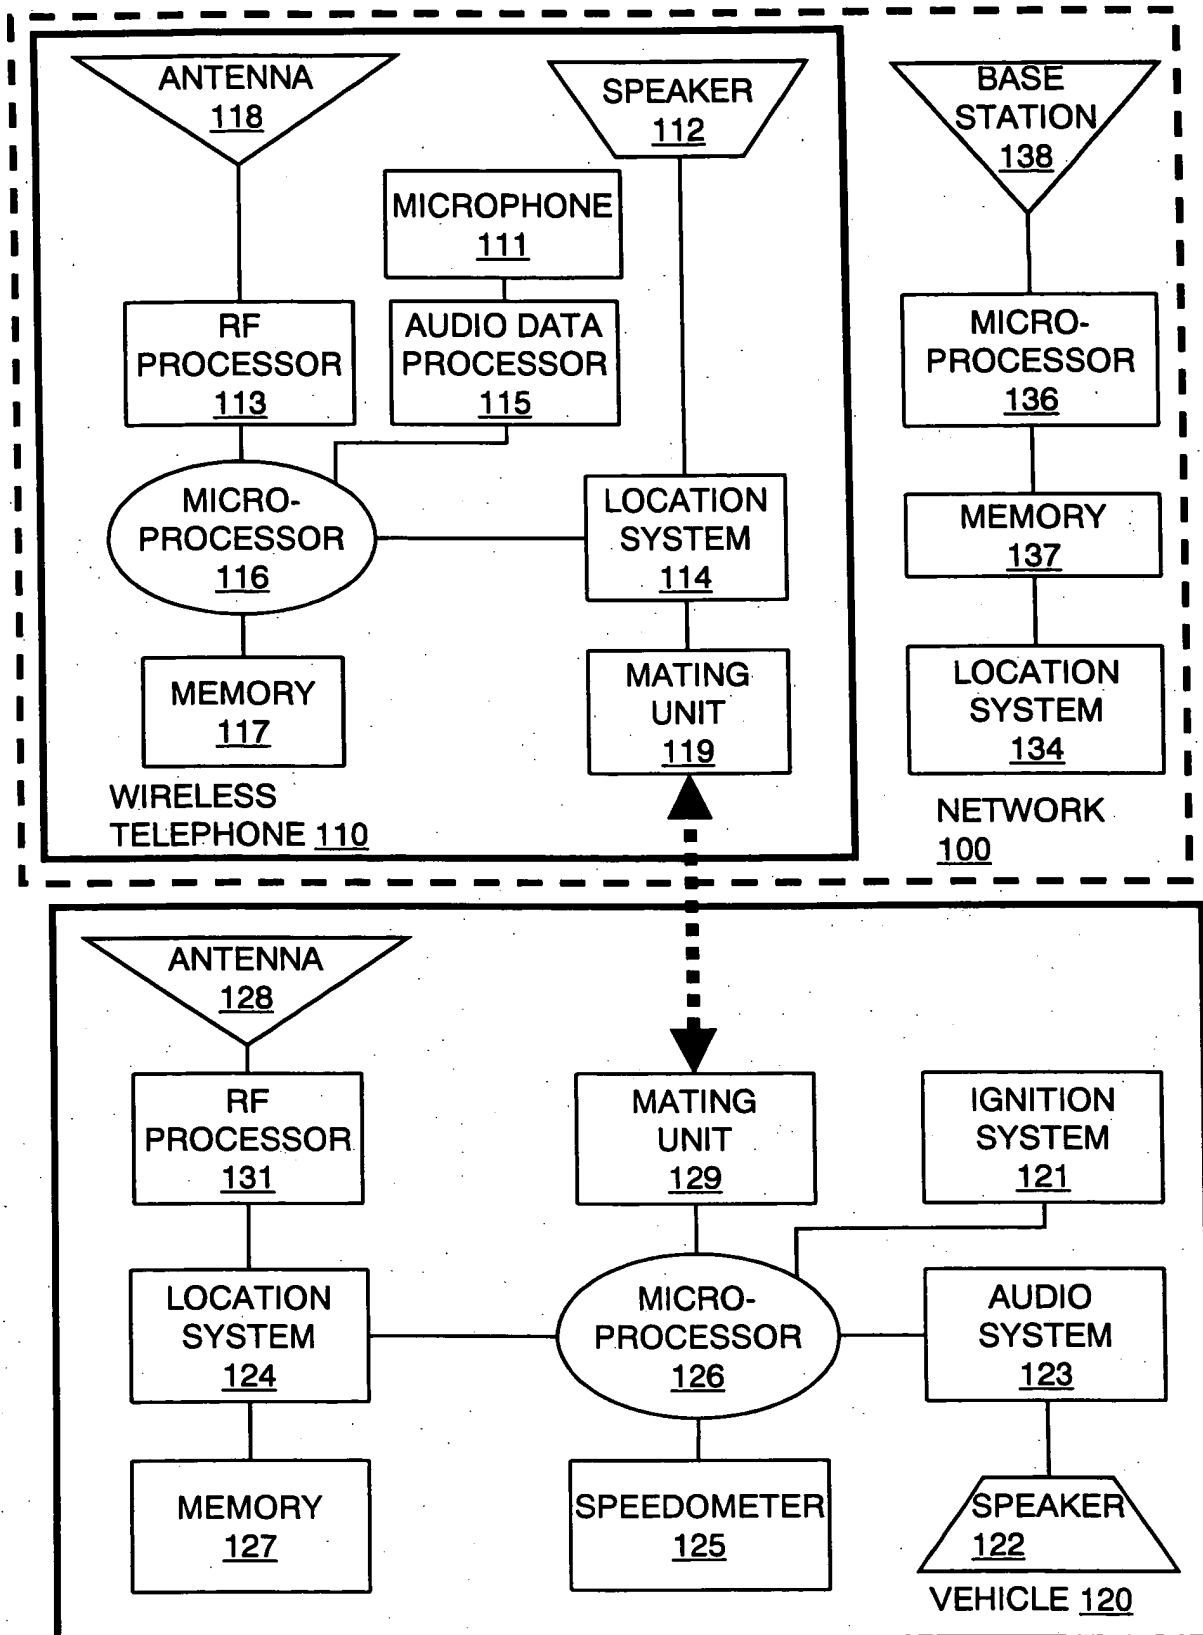 ANTENNA
118
SPEAKER
112
BASE
STATION
138
MICROPHONE
111
RF
PROCESSOR
113
AUDIO DATA
PROCESSOR
115
MICRO-
PROCESSOR
136
MICRO-
PROCESSOR
116
LOCATION
SYSTEM
114
MEMORY
137
MEMORY
117
MATING
UNIT
119
LOCATION
SYSTEM
134
WIRELESS
TELEPHONE 110
NETWORK
100
ANTENNA
128
RF
PROCESSOR
131
MATING
UNIT
129
IGNITION
SYSTEM
121
LOCATION
SYSTEM
124
MICRO-
PROCESSOR
126
AUDIO
SYSTEM
123
MEMORY
127
SPEEDOMETER
125
SPEAKER
122
VEHICLE 120